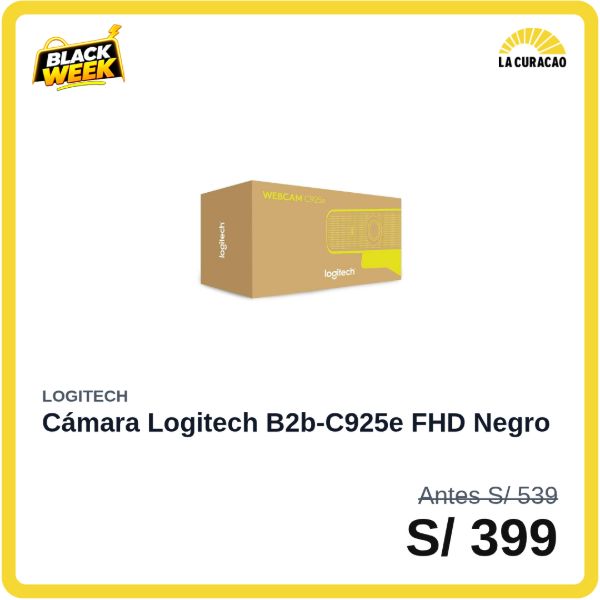 BLACK
WEEK
LA CURACAO
WEBCAM C925e
logitech
logitech
LOGITECH
Cámara Logitech B2b-C925e FHD Negro
Antes S/ 539
S/ 399